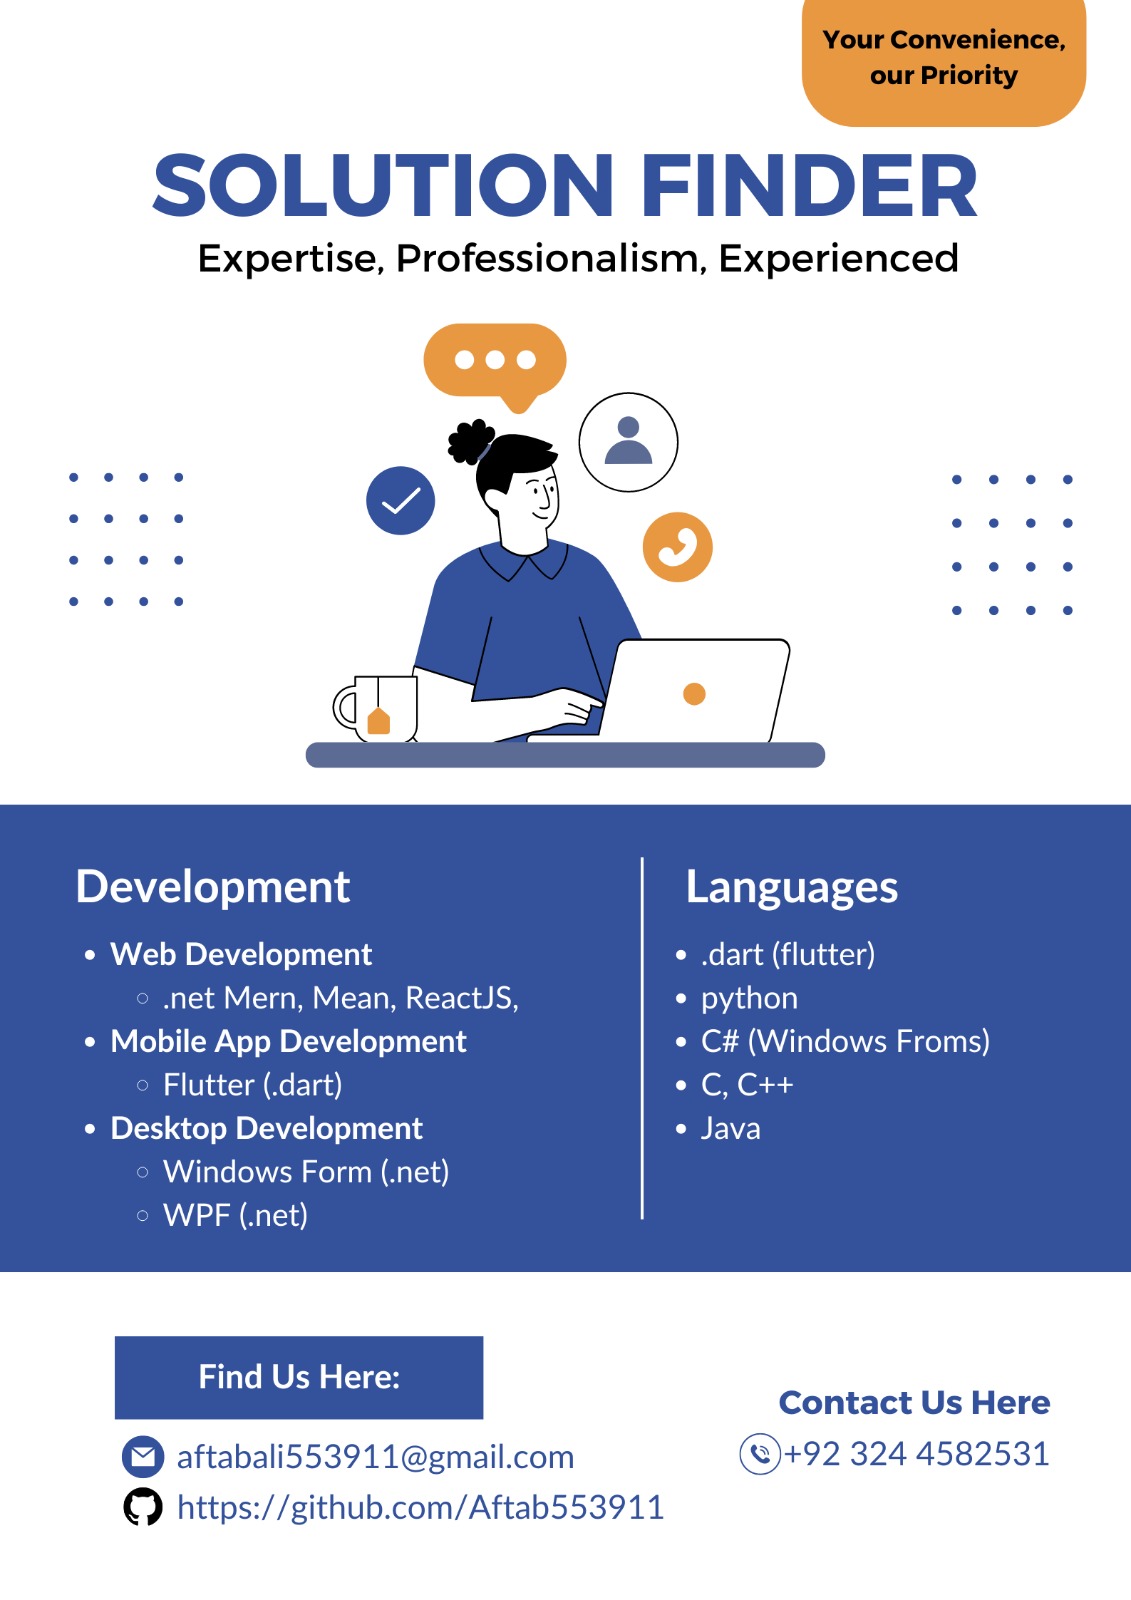 Your Convenience,
our Priority
SOLUTION FINDER
Expertise, Professionalism, Experienced
Development
• Web Development
○ .net Mern, Mean, ReactJS,
• Mobile App Development
○ Flutter (.dart)
• Desktop Development
○ Windows Form (.net)
○ WPF (.net)
Languages
• .dart (flutter)
• python
• C# (Windows Froms)
• C, C++
• Java
Find Us Here:
aftabali553911@gmail.com
https://github.com/Aftab553911
Contact Us Here
+92 324 4582531